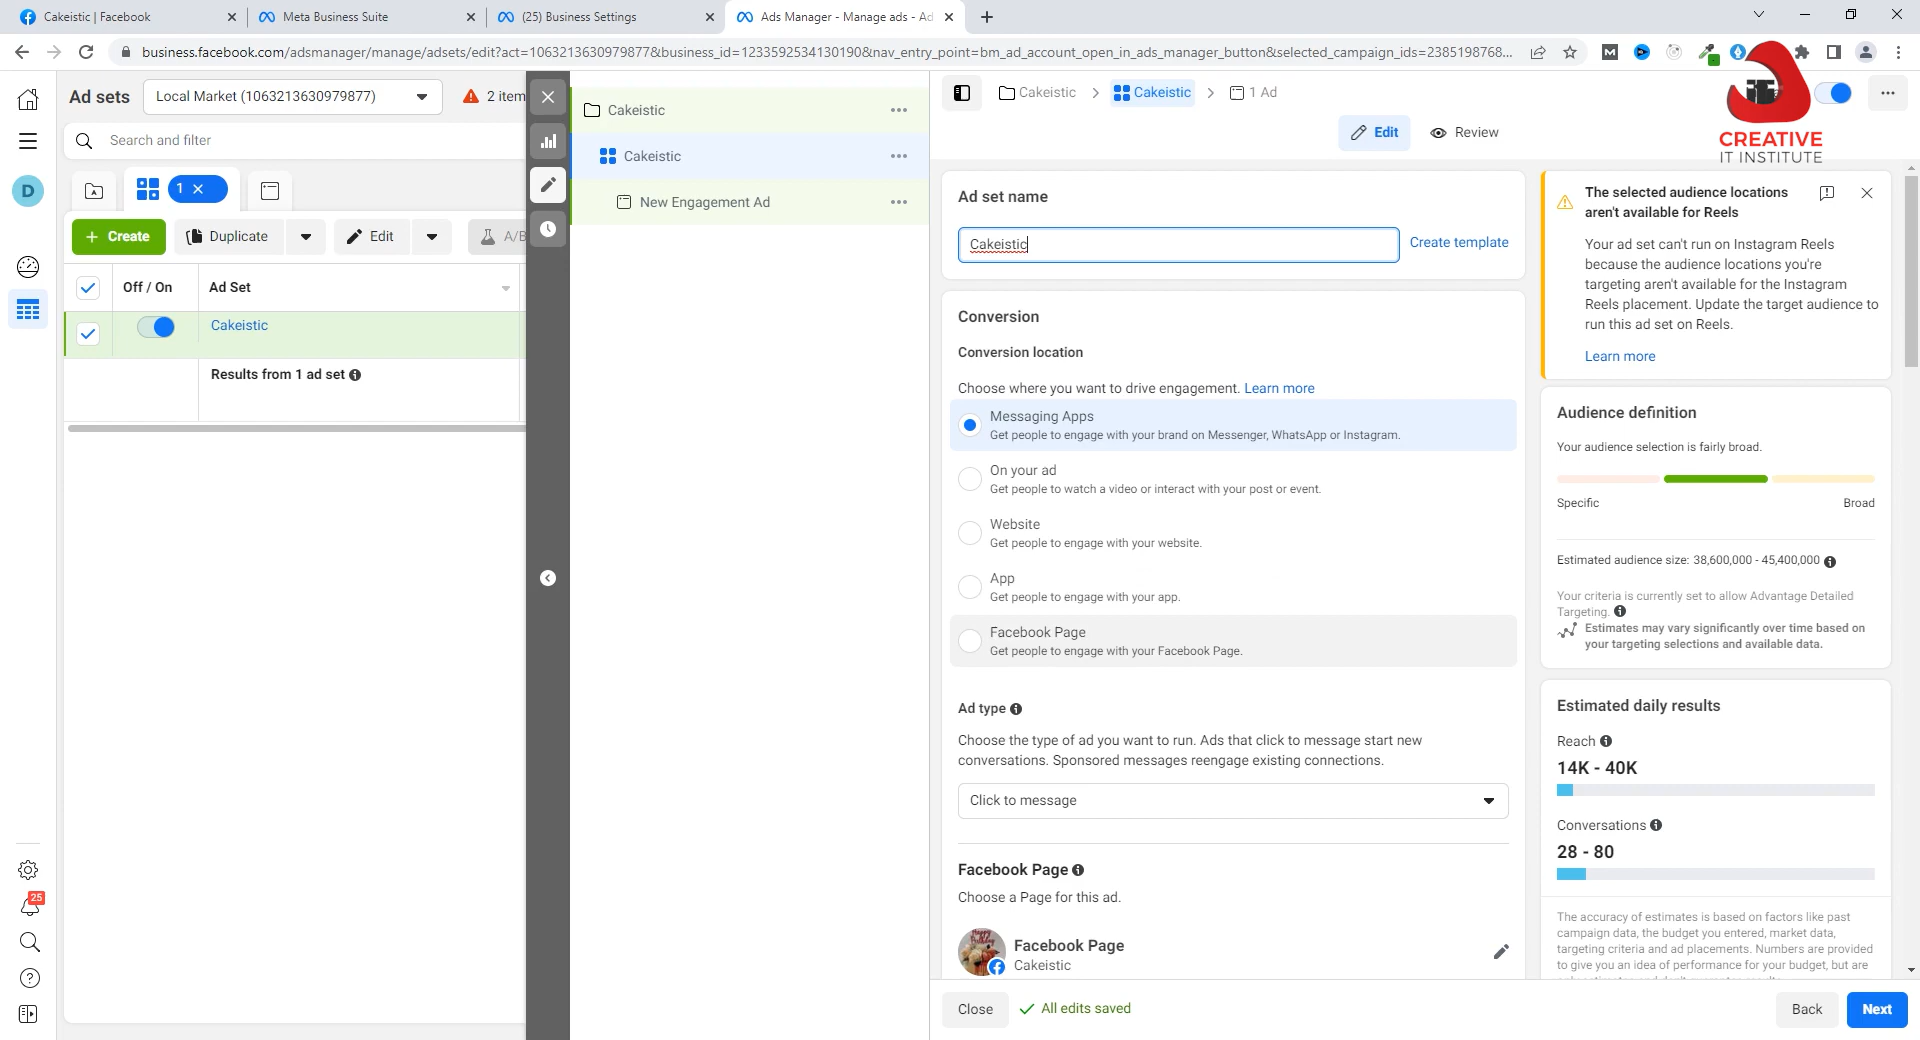 Cakeistic | Facebook
Meta Business Suite
(25) Business Settings
Ads Manager - Manage ads - Ad
business.facebook.com/adsmanager/manage/adsets/edit?act=1063213630979877&business_id=1233592534130190&nav_entry_point=bm_ad_account_open_in_ads_manager_button&selected_campaign_ids=2385198768...
Ad sets
Local Market (1063213630979877)
2 item
Search and filter
D
1
Create
Duplicate
Edit
A/B
Off / On
Ad Set
Cakeistic
Results from 1 ad set
25
Cakeistic
Cakeistic
New Engagement Ad
Cakeistic
Cakeistic
1 Ad
Edit
Review
CREATIVE
IT INSTITUTE
Ad set name
Cakeistic
Create template
Conversion
Conversion location
Choose where you want to drive engagement. Learn more
Messaging Apps
Get people to engage with your brand on Messenger, WhatsApp or Instagram.
On your ad
Get people to watch a video or interact with your post or event.
Website
Get people to engage with your website.
App
Get people to engage with your app.
Facebook Page
Get people to engage with your Facebook Page.
Ad type
Choose the type of ad you want to run. Ads that click to message start new
conversations. Sponsored messages reengage existing connections.
Click to message
Facebook Page
Choose a Page for this ad.
Facebook Page
Cakeistic
The selected audience locations
aren't available for Reels
Your ad set can't run on Instagram Reels
because the audience locations you're
targeting aren't available for the Instagram
Reels placement. Update the target audience to
run this ad set on Reels.
Learn more
Audience definition
Your audience selection is fairly broad.
Specific
Broad
Estimated audience size: 38,600,000 - 45,400,000
Your criteria is currently set to allow Advantage Detailed
Targeting.
Estimates may vary significantly over time based on
your targeting selections and available data.
Estimated daily results
Reach
14K - 40K
Conversations
28 - 80
The accuracy of estimates is based on factors like past
campaign data, the budget you entered, market data,
targeting criteria and ad placements. Numbers are provided
to give you an idea of performance for your budget, but are
Close
All edits saved
Back
Next